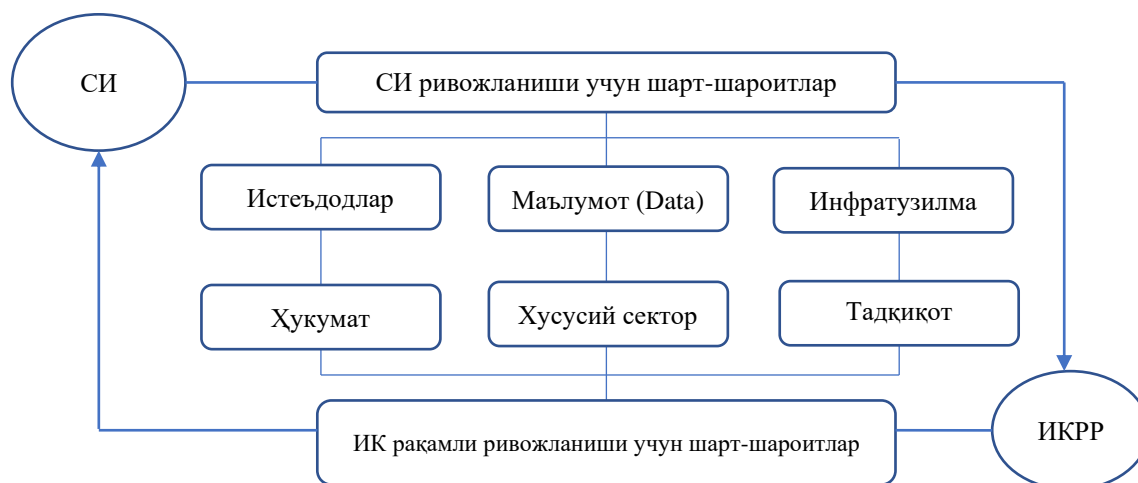 СИ
СИ ривожланиши учун шарт-шароитлар
Истеъдодлар
Маълумот (Data)
Инфратузилма
Ҳукумат
Хусусий сектор
Тадқиқот
ИК рақамли ривожланиши учун шарт-шароитлар
ИКРР